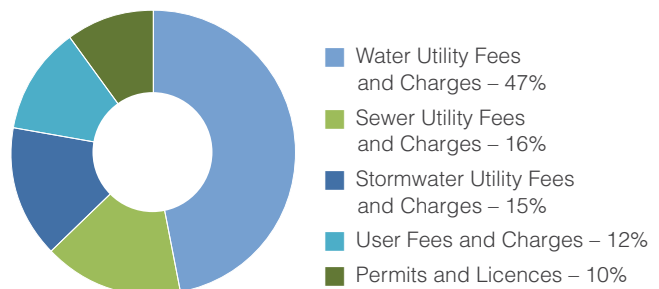 Water Utility Fees
and Charges – 47%
Sewer Utility Fees
and Charges – 16%
Stormwater Utility Fees
and Charges – 15%
User Fees and Charges – 12%
Permits and Licences – 10%